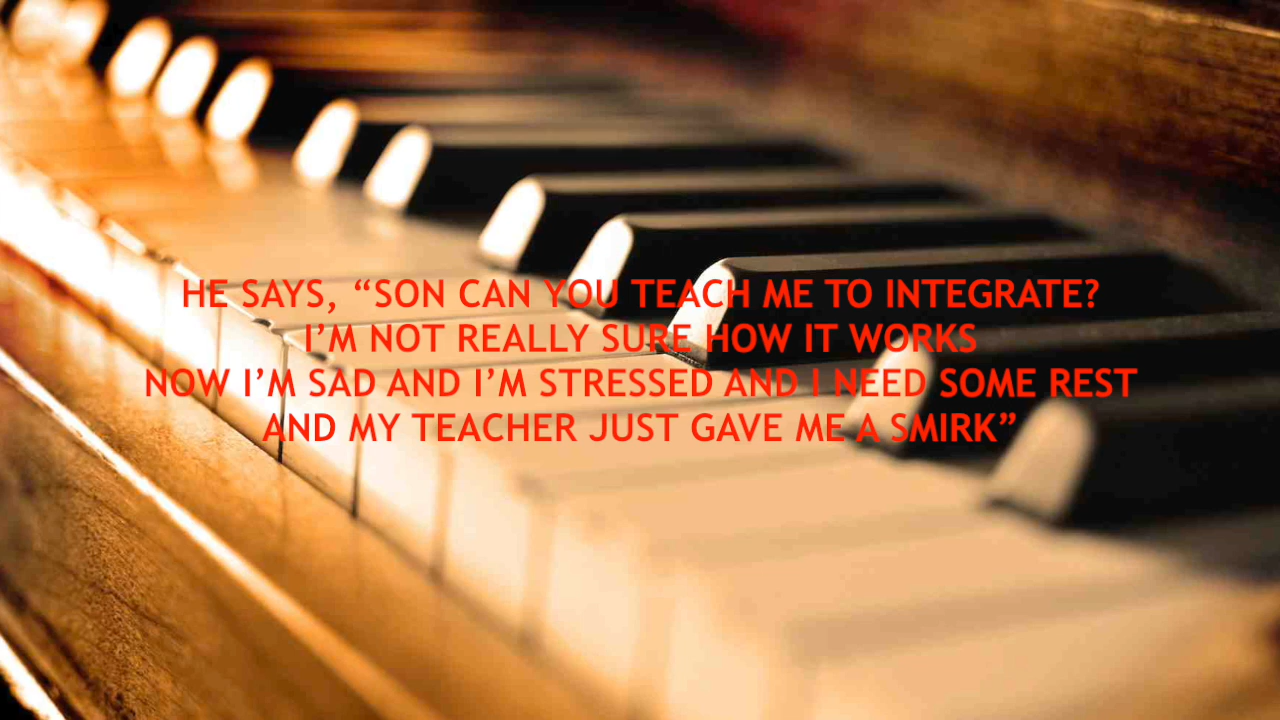 HE SAYS, “SON CAN YOU TEACH ME TO INTEGRATE?
I’M NOT REALLY SURE HOW IT WORKS
NOW I’M SAD AND I’M STRESSED AND I NEED SOME REST
AND MY TEACHER JUST GAVE ME A SMIRK”